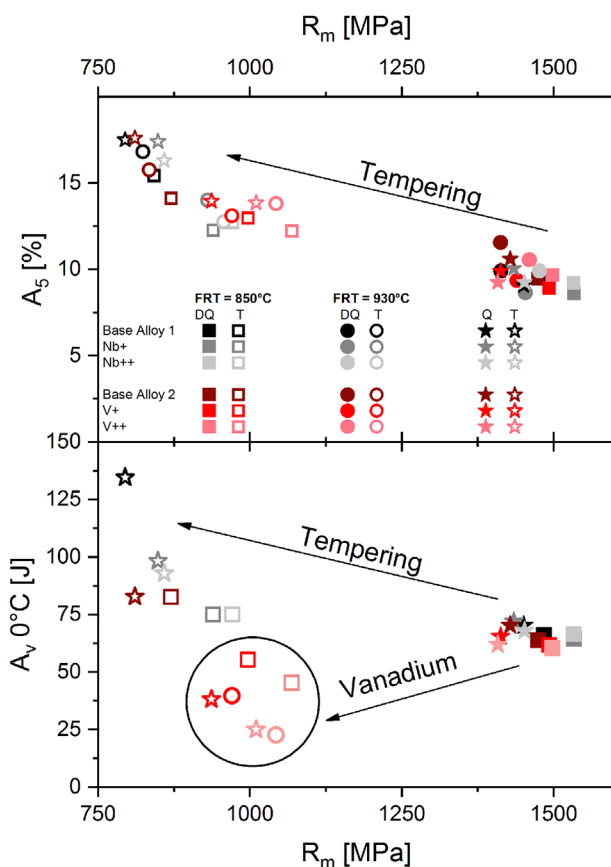 Rm [MPa]
750 1000 1250 1500
A5 [%]
15
10
5
150
Tempering
FRT = 850ºC FRT = 930ºC
DQ T DQ T Q T
Base Alloy 1
Nb+
Nb++
Base Alloy 2
V+
V++
Av 0°C [J]
125
100
75
50
25
0
Tempering
Vanadium
750 1000 1250 1500
Rm [MPa]